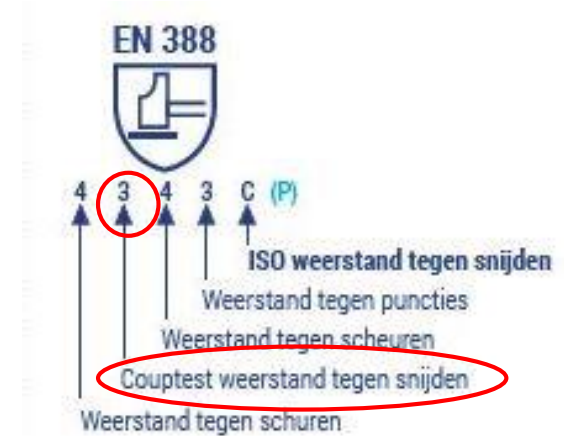 EN 388
4 3 4 3 C (P)
ISO weerstand tegen snijden
Weerstand tegen puncties
Weerstand tegen scheuren
Couptest weerstand tegen snijden
Weerstand tegen schuren